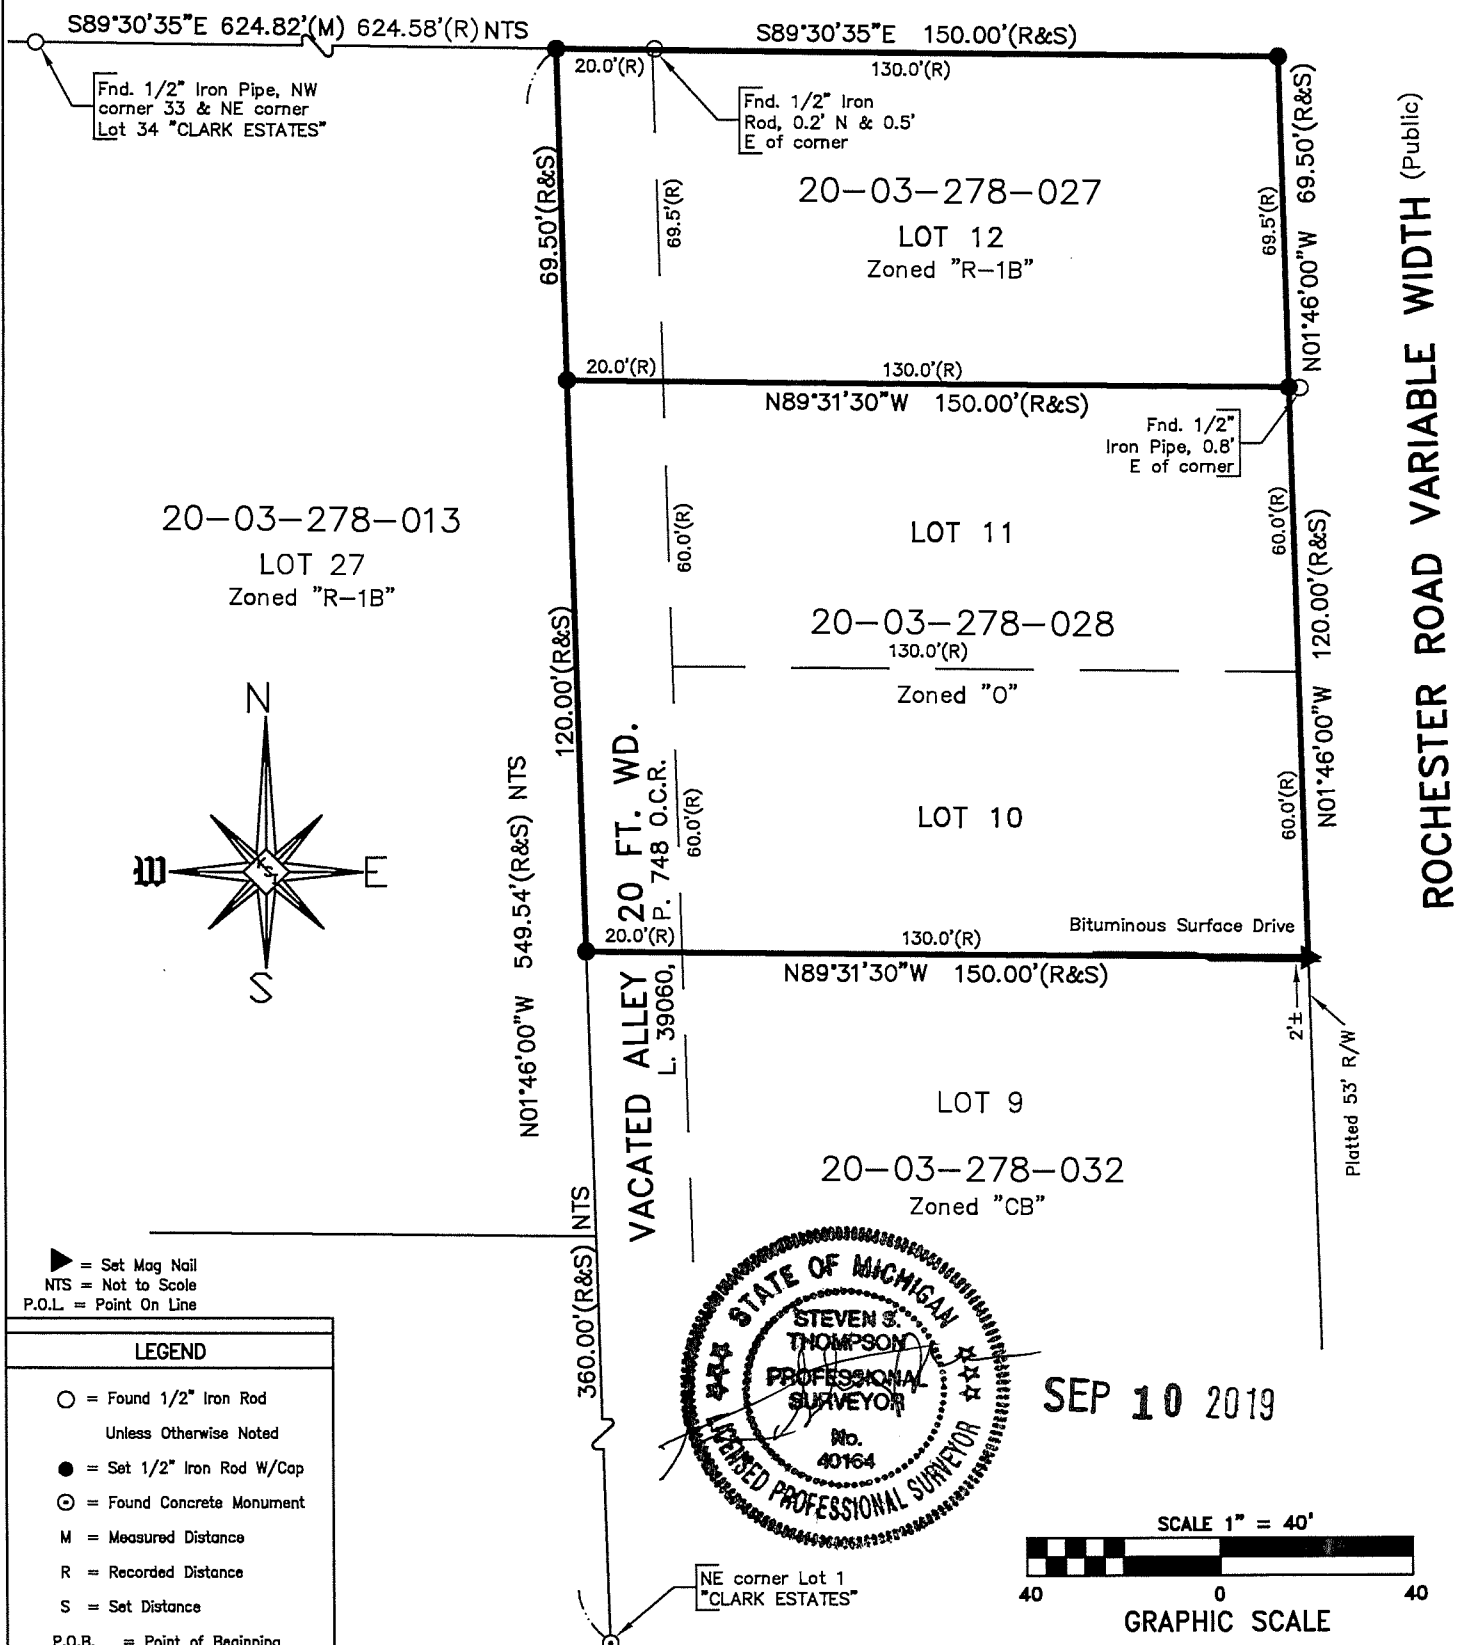 S89°30'35"E 624.82'(M) 624.58'(R) NTS
S89°30'35"E 150.00'(R&S)
20.0'(R)
130.0'(R)
Fnd. 1/2" Iron Pipe, NW
corner 33 & NE corner
Lot 34 "CLARK ESTATES"
Fnd. 1/2" Iron
Rod, 0.2' N & 0.5'
E of corner
69.50'(R&S)
69.5'(R)
20-03-278-027
LOT 12
Zoned "R-1B"
69.5'(R)
N01°46'00"W 69.50'(R&S)
ROCHESTER ROAD VARIABLE WIDTH (Public)
20.0'(R)
130.0'(R)
N89°31'30"W 150.00'(R&S)
Fnd. 1/2"
Iron Pipe, 0.8'
E of corner
20-03-278-013
LOT 27
Zoned "R-1B"
60.0'(R)
LOT 11
60.0'(R)
20-03-278-028
130.0'(R)
Zoned "O"
120.00'(R&S)
N01°46'00"W 120.00'(R&S)
N
W
E
S
KST
N01°46'00"W 549.54'(R&S) NTS
VACATED ALLEY 20 FT. WD.
L. 39060, P. 748 O.C.R.
60.0'(R)
LOT 10
60.0'(R)
Bituminous Surface Drive
20.0'(R)
130.0'(R)
N89°31'30"W 150.00'(R&S)
2'±
Platted 53' R/W
LOT 9
20-03-278-032
Zoned "CB"
360.00'(R&S) NTS
= Set Mag Nail
NTS = Not to Scale
P.O.L. = Point On Line
LEGEND
= Found 1/2" Iron Rod
Unless Otherwise Noted
= Set 1/2" Iron Rod W/Cap
= Found Concrete Monument
M = Measured Distance
R = Recorded Distance
S = Set Distance
P.O.B. = Point of Beginning
STATE OF MICHIGAN
STEVEN S.
THOMPSON
PROFESSIONAL
SURVEYOR
No.
40164
LICENSED PROFESSIONAL SURVEYOR
SEP 10 2019
NE corner Lot 1
"CLARK ESTATES"
SCALE 1" = 40'
40 0 40
GRAPHIC SCALE